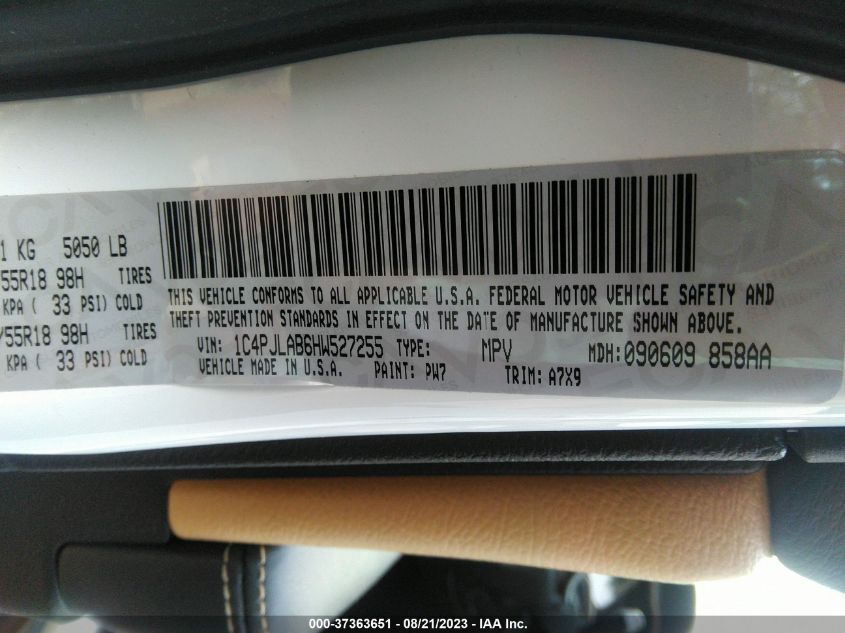 1 KG 5050 LB
55R18 98H TIRES
KPA ( 33 PSI) COLD
/55R18 98H TIRES
KPA ( 33 PSI) COLD
THIS VEHICLE CONFORMS TO ALL APPLICABLE U.S.A. FEDERAL MOTOR VEHICLE SAFETY AND
THEFT PREVENTION STANDARDS IN EFFECT ON THE DATE OF MANUFACTURE SHOWN ABOVE.
VIN: 1C4PJLAB6HW527255 TYPE: MPV MDH: 090609 858AA
VEHICLE MADE IN U.S.A. PAINT: PW7 TRIM: A7X9
000-37363651 - 08/21/2023 - IAA Inc.